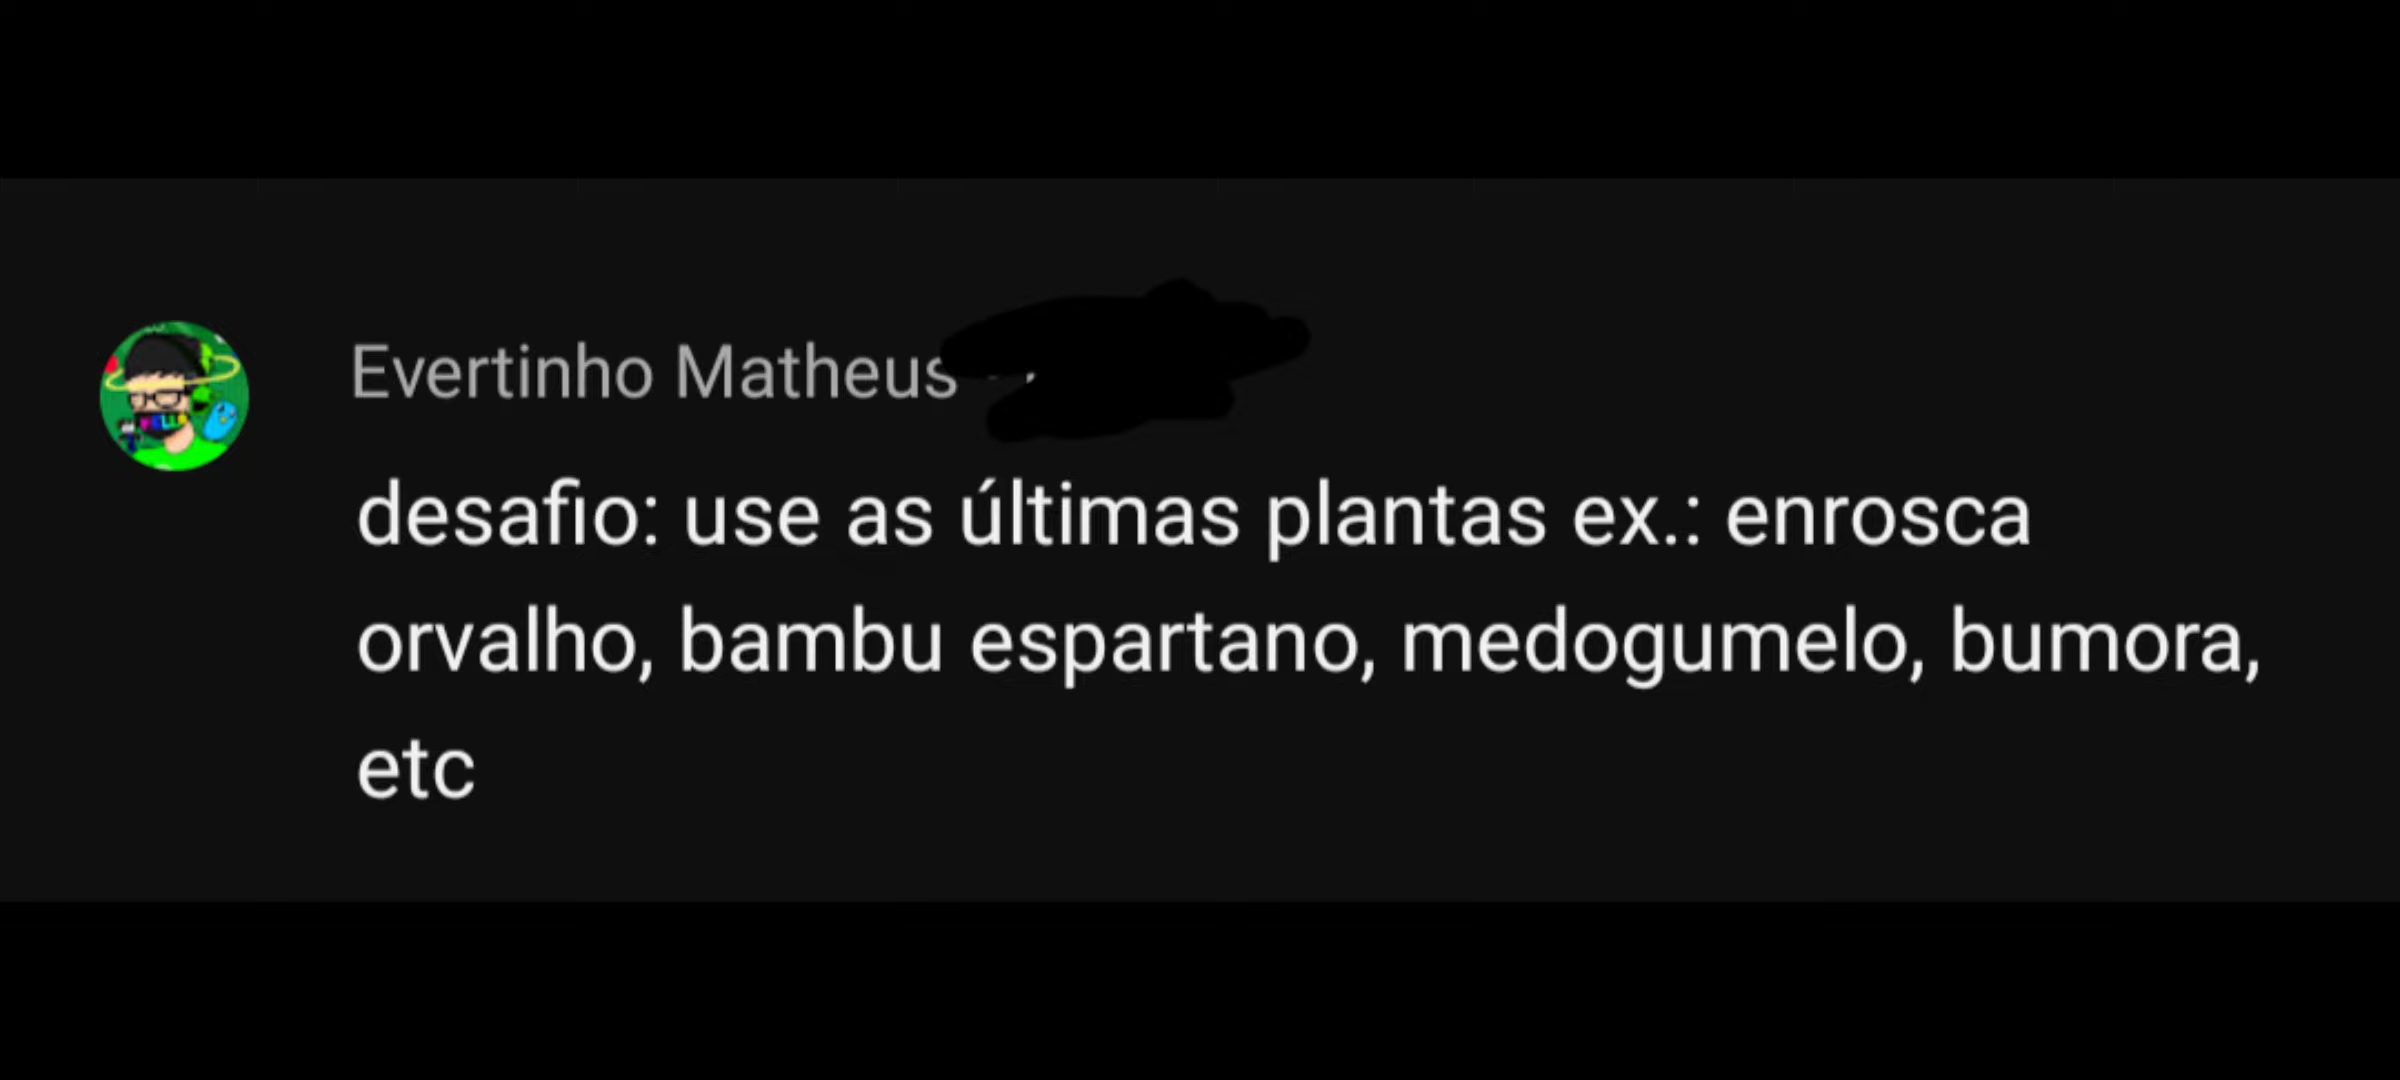 Evertinho Matheus
desafio: use as últimas plantas ex.: enrosca
orvalho, bambu espartano, medogumelo, bumora,
etc